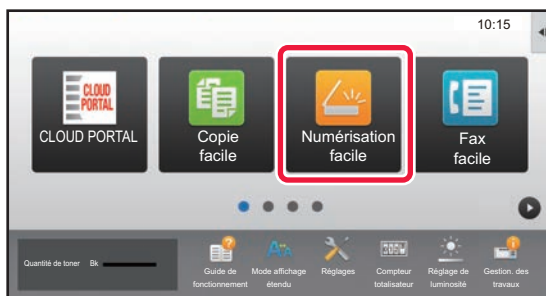 10:15
CLOUD
PORTAL
CLOUD PORTAL
Copie
facile
Numérisation
facile
Fax
facile
Quantité de toner Bk
Guide de
fonctionnement
Mode affichage
étendu
Réglages
Compteur
totalisateur
Réglage de
luminosité
Gestion. des
travaux